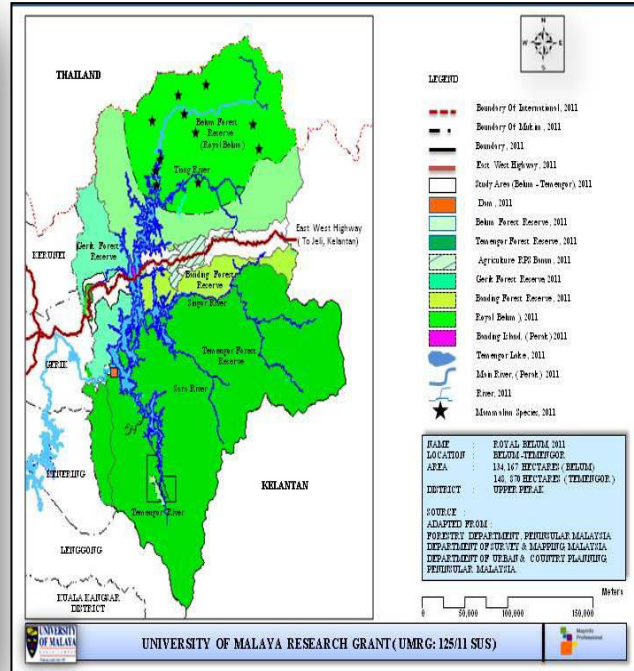 N
W
E
S
THAILAND
Belum Forest
Reserve
(Royal Belum)
Tiang River
East West Highway
( To Jeli, Kelantan)
Gerik Forest
Reserve
KERUNEI
Banding Forest
Reserve
Singor River
GERIK
Temengor Forest
Reserve
Sara River
KENERING
KELANTAN
Temengor River
LENGGONG
KUALA KANGSAR
DISTRICT
LEGEND
Boundary Of International, 2011
Boundary Of Mukim, 2011
Boundary, 2011
East West Highway, 2011
Study Area (Belum - Temengor), 2011
Dam, 2011
Belum Forest Reserve, 2011
Temengor Forest Reserve, 2011
Agriculture RPS Banun, 2011
Gerik Forest Reserve, 2011
Banding Forest Reserve, 2011
Royal Belum), 2011
Banding Island, (Perak) 2011
Temengor Lake, 2011
Main River, (Perak) 2011
River, 2011
Mammalian Species, 2011
NAME : ROYAL BELUM, 2011
LOCATION : BELUM -TEMENGOR
AREA : 134,167 HECTARES (BELUM)
148, 870 HECTARES ( TEMENGOR )
DISTRICT : UPPER PERAK
SOURCE :
ADAPTED FROM :
FORESTRY DEPARTMENT, PENINSULAR MALAYSIA
DEPARTMENT OF SURVEY & MAPPING, MALAYSIA
DEPARTMENT OF URBAN & COUNTRY PLANNING,
PENINSULAR MALAYSIA.
Meters
0 50,000 100,000 150,000
UNIVERSITY
OF MALAYA
UNIVERSITY OF MALAYA RESEARCH GRANT ( UMRG: 125/11 SUS)
MapInfo
Professional